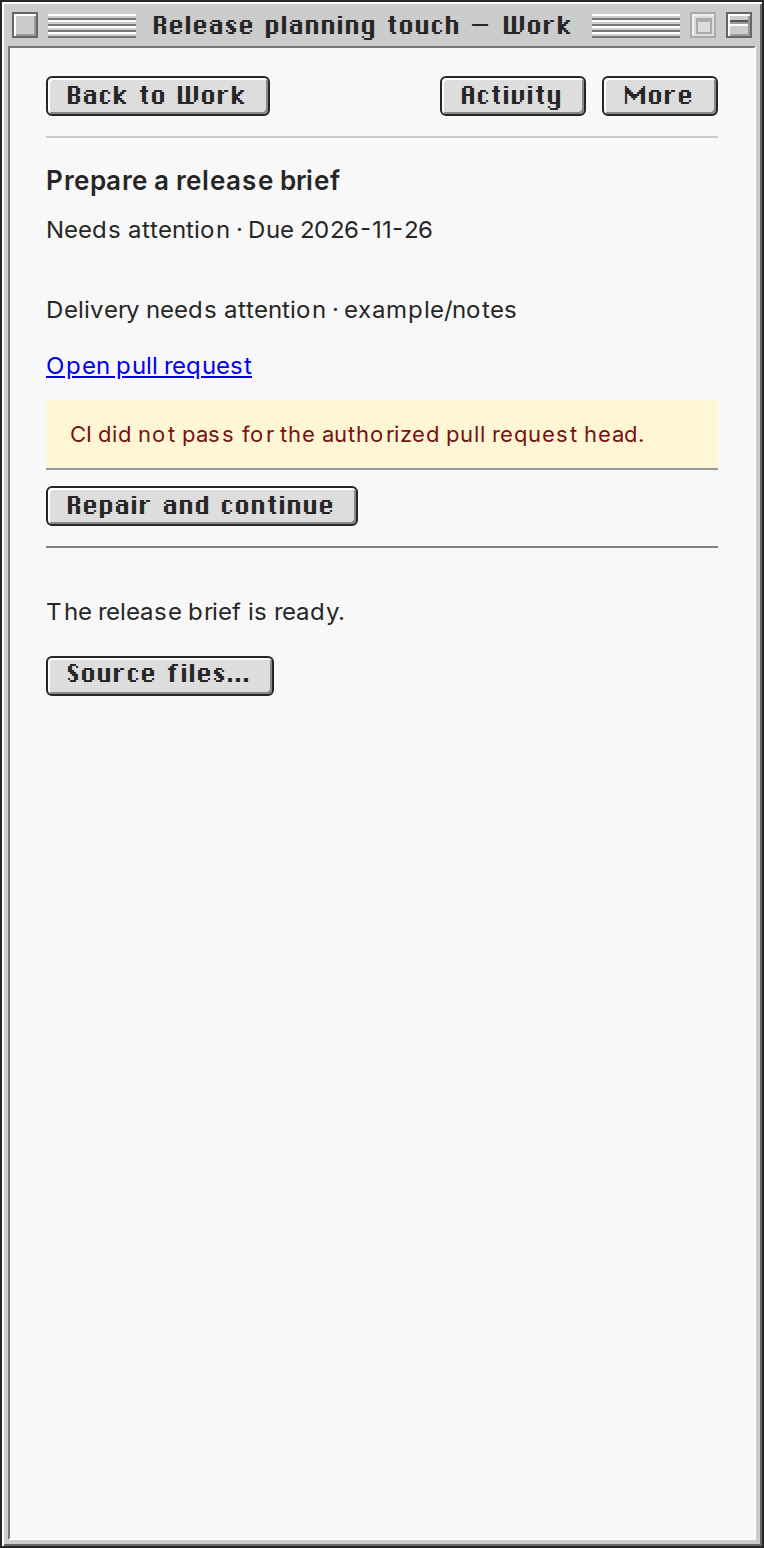 Release planning touch — Work
Back to Work
Activity
More
Prepare a release brief
Needs attention · Due 2026-11-26
Delivery needs attention · example/notes
Open pull request
CI did not pass for the authorized pull request head.
Repair and continue
The release brief is ready.
Source files…